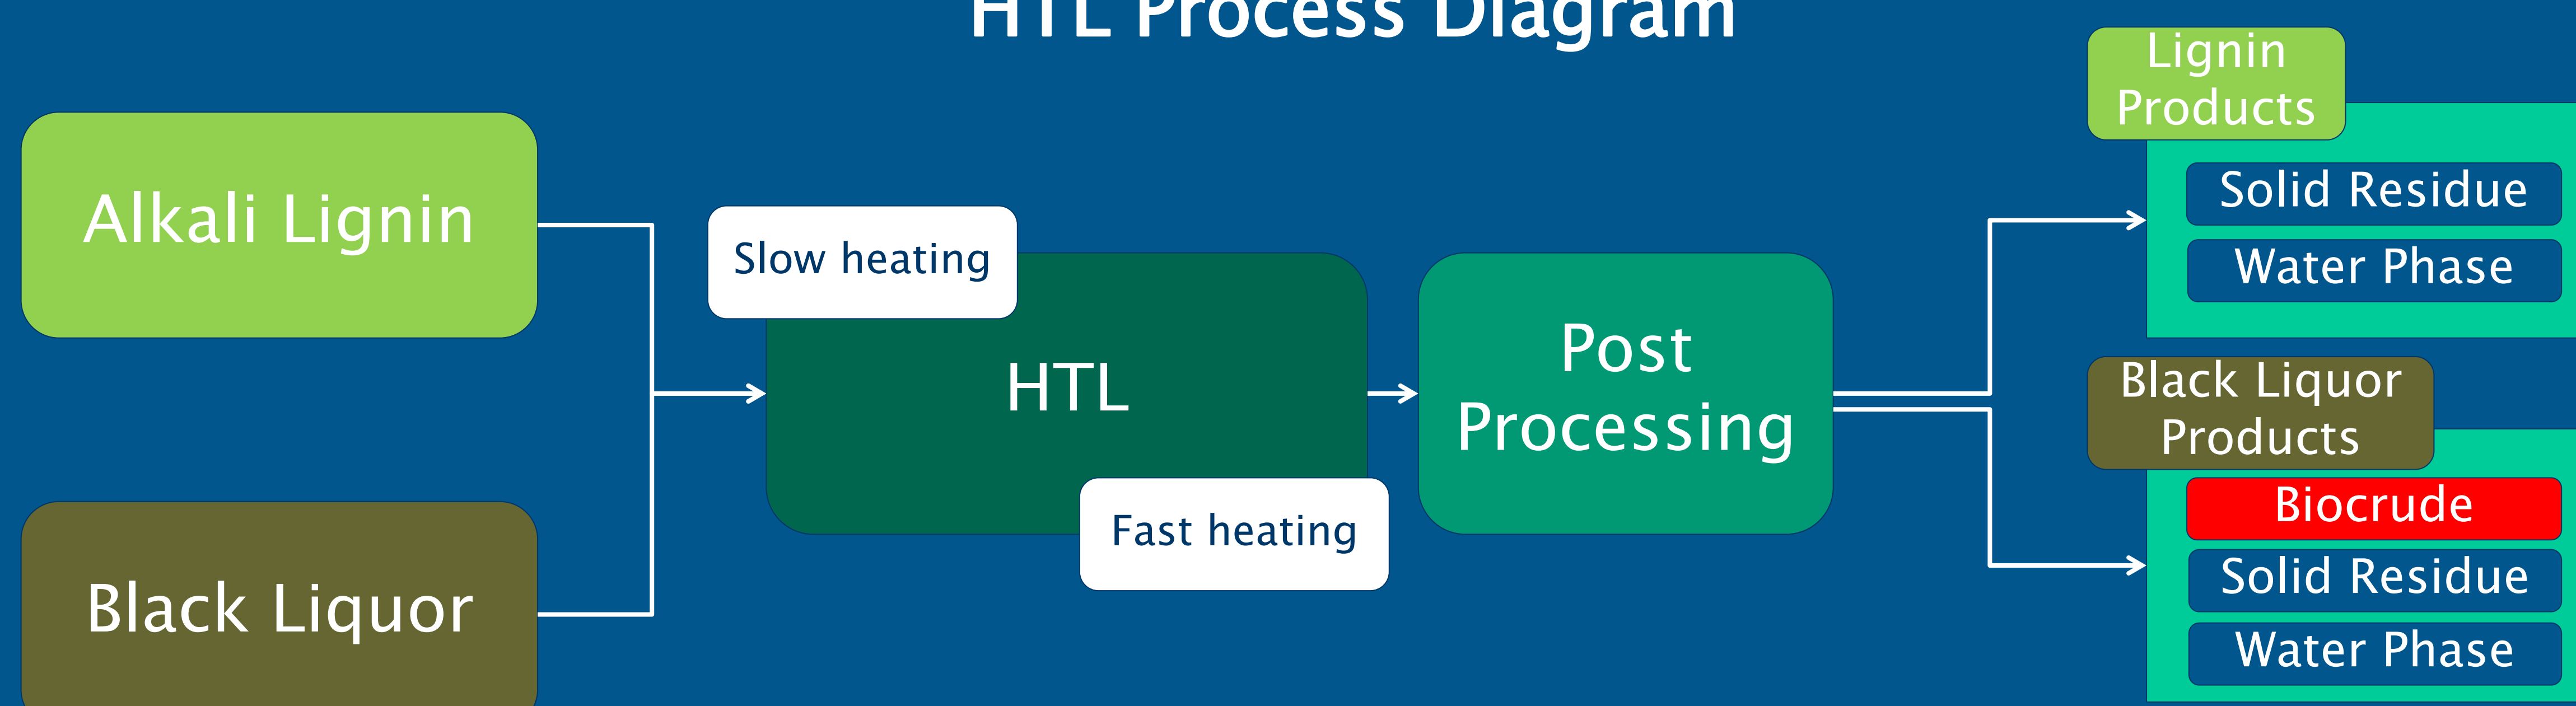 HTL Process Diagram
Alkali Lignin
Black Liquor
Slow heating
HTL
Fast heating
Post
Processing
Lignin
Products
Solid Residue
Water Phase
Black Liquor
Products
Biocrude
Solid Residue
Water Phase